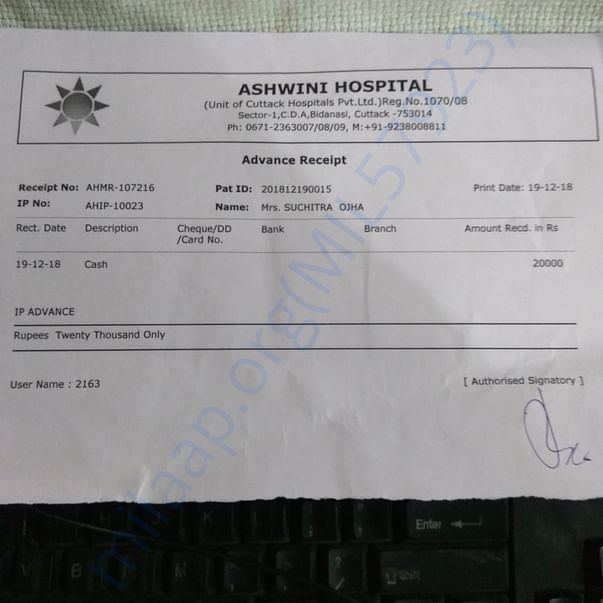 ASHWINI HOSPITAL
(Unit of Cuttack Hospitals Pvt.Ltd.)Reg.No.1070/08
Sector-1,C.D.A,Bidanasi, Cuttack -753014
Ph: 0671-2363007/08/09, M:+91-9238008811
Advance Receipt
Receipt No: AHMR-107216 Pat ID: 201812190015 Print Date: 19-12-18
IP No: AHIP-10023 Name: Mrs. SUCHITRA OJHA
Rect. Date Description Cheque/DD Bank Branch Amount Recd. in Rs
/Card No.
19-12-18 Cash 20000
IP ADVANCE
Rupees Twenty Thousand Only
User Name : 2163 [ Authorised Signatory ]
milaap.org(MIL57023)
Enter
Shift
V B M ? /